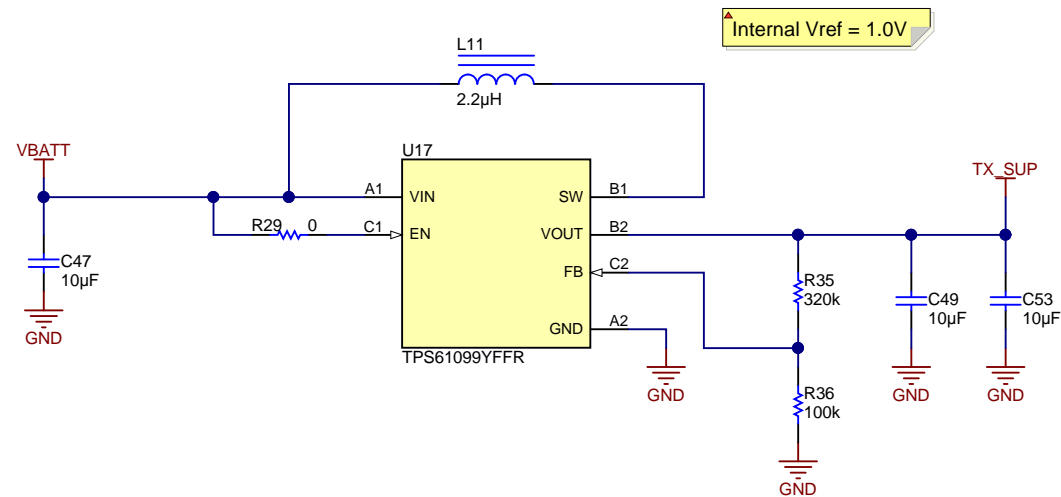 Internal Vref = 1.0V
L11
2.2µH
U17
VBATT
TX_SUP
A1
VIN
SW
B1
R29
0
C1
EN
VOUT
B2
C47
10µF
FB
C2
R35
320k
C49
10µF
C53
10µF
GND
GND
A2
TPS61099YFFR
GND
R36
100k
GND
GND
GND